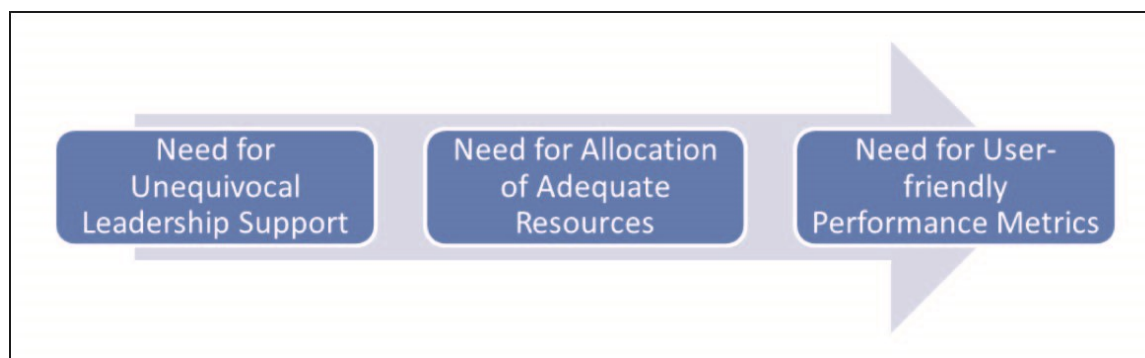 Need for
Unequivocal
Leadership Support
Need for Allocation
of Adequate
Resources
Need for User-
friendly
Performance Metrics